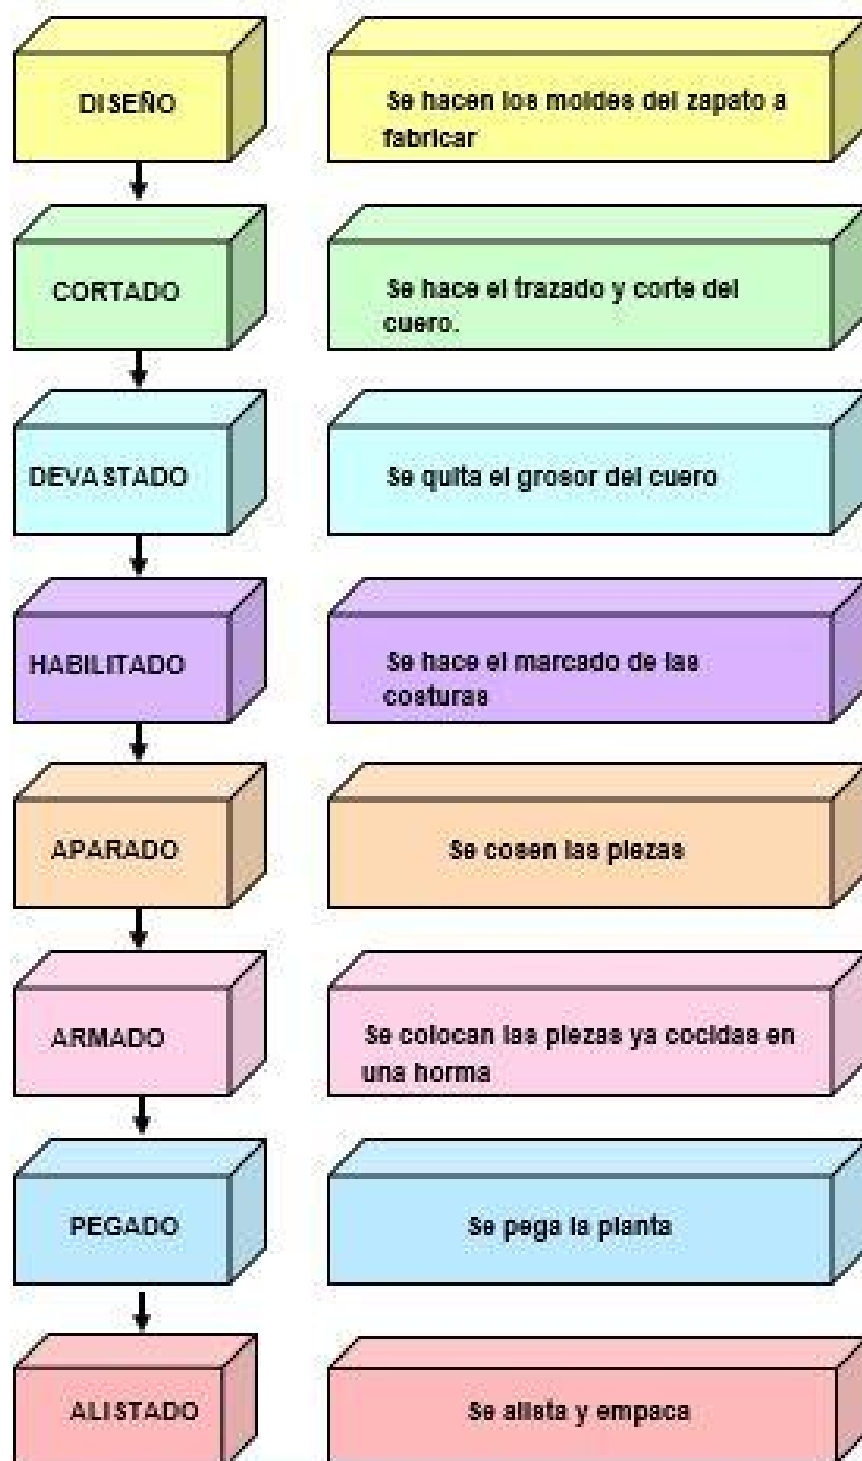 DISEÑO
Se hacen los moldes del zapato a
fabricar
CORTADO
Se hace el trazado y corte del
cuero.
DEVASTADO
Se quita el grosor del cuero
HABILITADO
Se hace el marcado de las
costuras
APARADO
Se cosen las piezas
ARMADO
Se colocan las piezas ya cocidas en
una horma
PEGADO
Se pega la planta
ALISTADO
Se alista y empaca